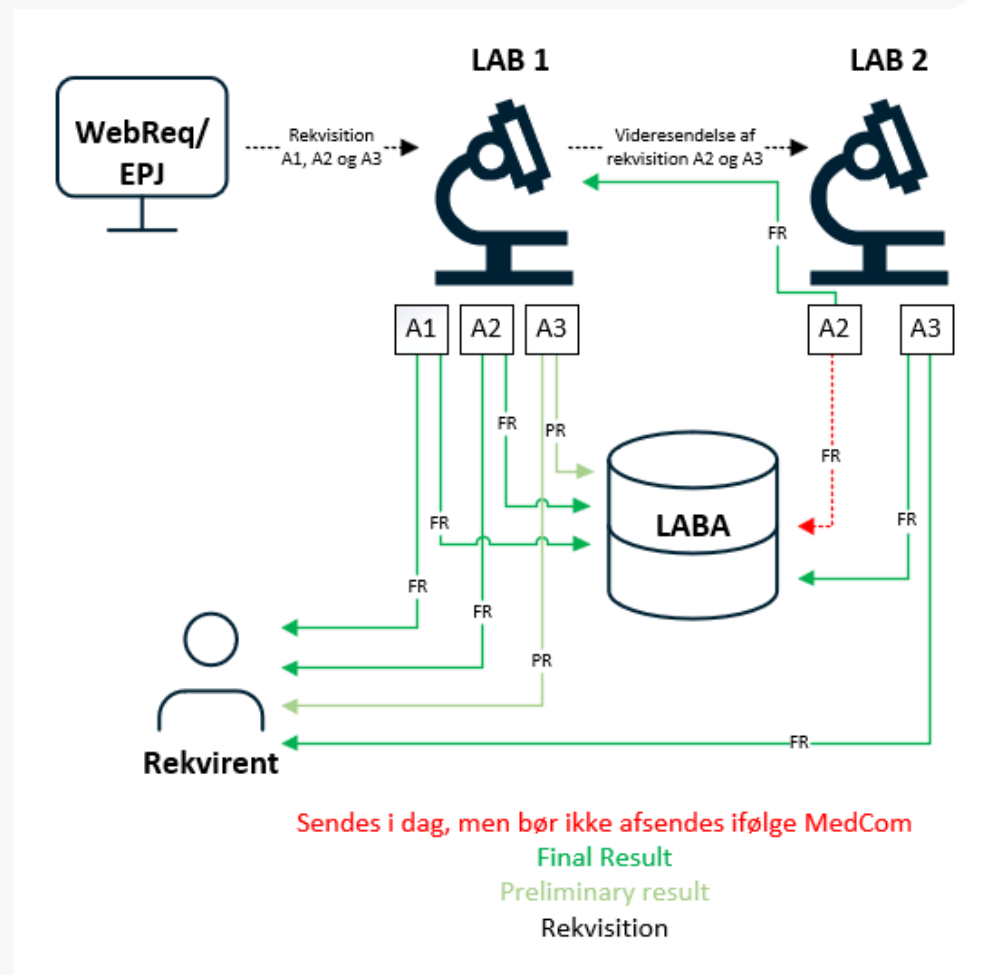 LAB 1
LAB 2
WebReq/
EPJ
Rekvisition
A1, A2 og A3
Videresendelse af
rekvisition A2 og A3
FR
A1
A2
A3
A2
A3
FR
PR
FR
FR
FR
LABA
FR
FR
PR
FR
Rekvirent
Sendes i dag, men bør ikke afsendes ifølge MedCom
Final Result
Preliminary result
Rekvisition